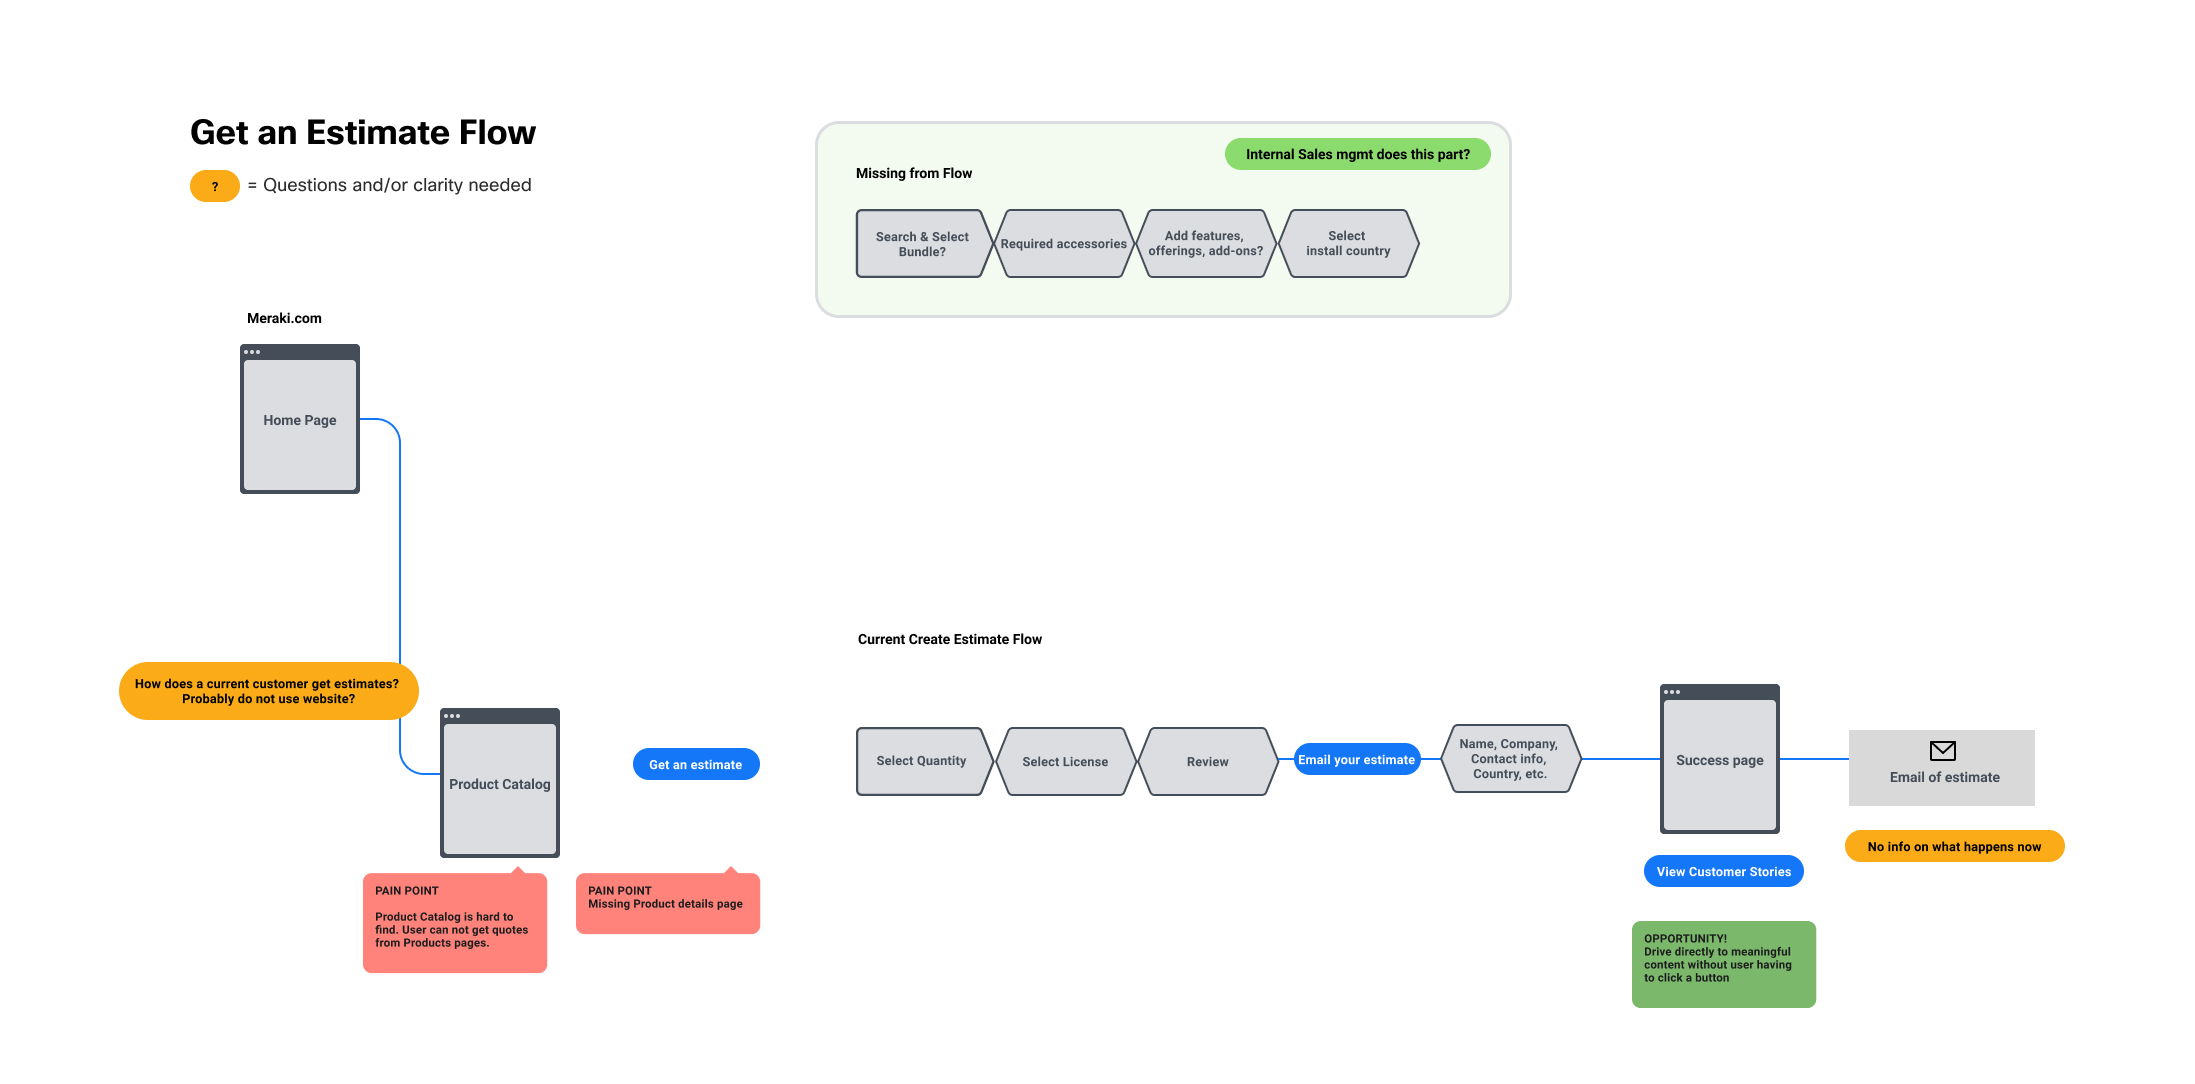 Get an Estimate Flow
?
= Questions and/or clarity needed
Internal Sales mgmt does this part?
Missing from Flow
Search & Select
Bundle?
Required accessories
Add features,
offerings, add-ons?
Select
install country
Meraki.com
Home Page
How does a current customer get estimates?
Probably do not use website?
Product Catalog
Get an estimate
PAIN POINT
Product Catalog is hard to
find. User can not get quotes
from Products pages.
PAIN POINT
Missing Product details page
Current Create Estimate Flow
Select Quantity
Select License
Review
Email your estimate
Name, Company,
Contact info,
Country, etc.
Success page
Email of estimate
No info on what happens now
View Customer Stories
OPPORTUNITY!
Drive directly to meaningful
content without user having
to click a button